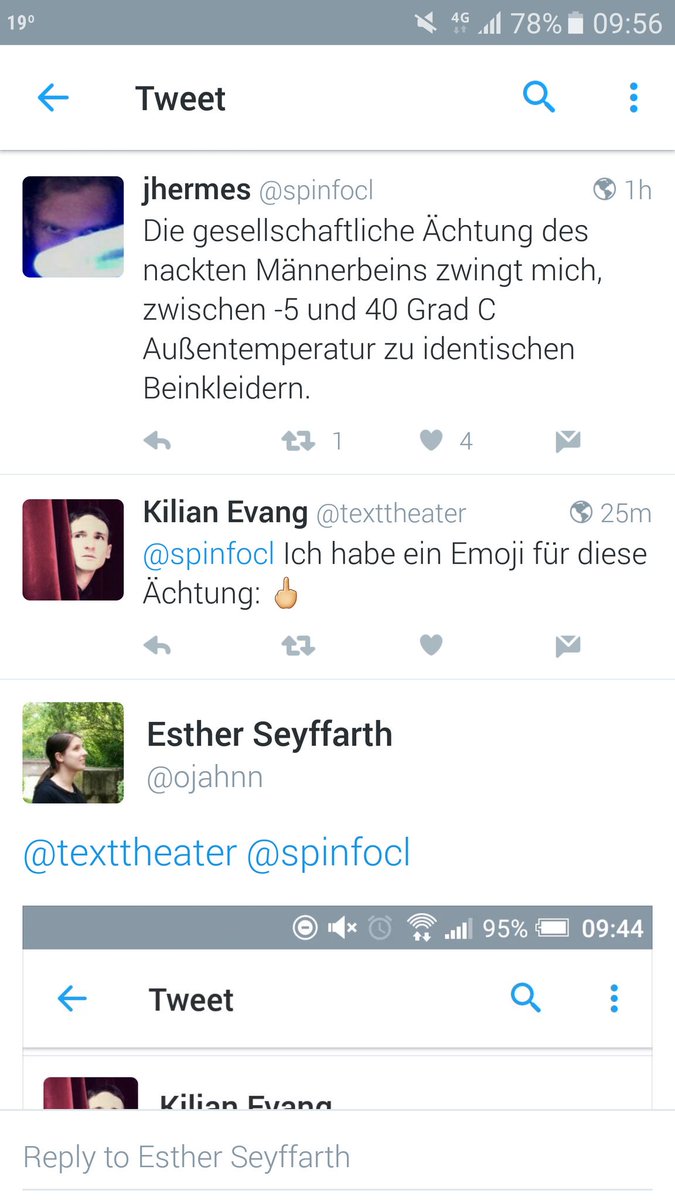 19° 4G 78% 09:56
Tweet
jhermes @spinfocl 1h
Die gesellschaftliche Ächtung des
nackten Männerbeins zwingt mich,
zwischen -5 und 40 Grad C
Außentemperatur zu identischen
Beinkleidern.
1 4
Kilian Evang @texttheater 25m
@spinfocl Ich habe ein Emoji für diese
Ächtung: 🖕🏼
Esther Seyffarth
@ojahnn
@texttheater @spinfocl
95% 09:44
Tweet
Kilian Evang
Reply to Esther Seyffarth